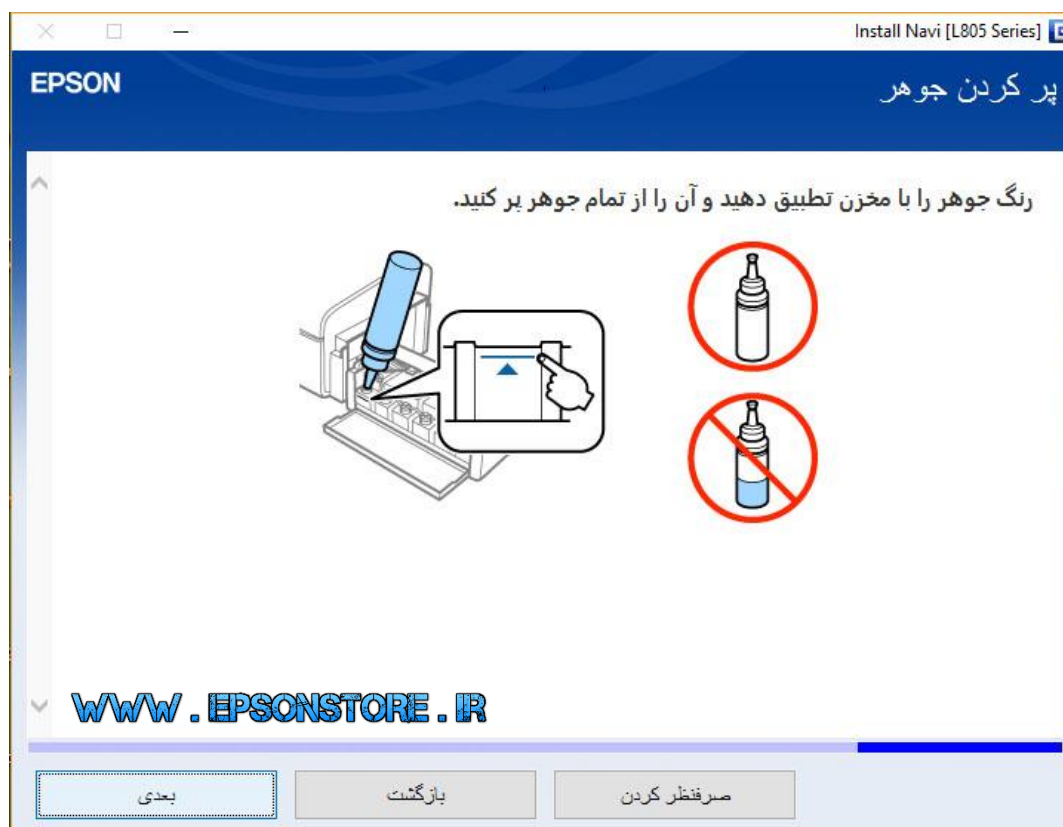 Install Navi [L805 Series]
EPSON
پر کردن جوهر
رنگ جوهر را با مخزن تطبیق دهید و آن را از تمام جوهر پر کنید.
WWW.EPSONSTORE.IR
صرفنظر کردن
بازگشت
بعدی